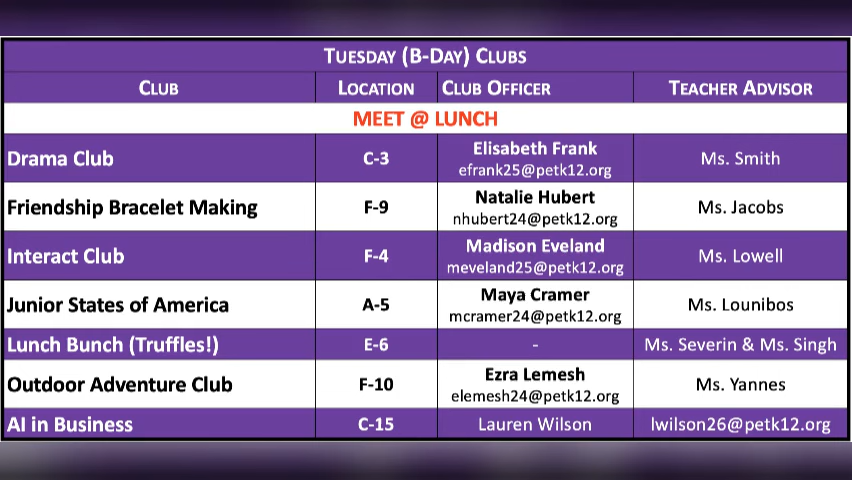 TUESDAY (B-DAY) CLUBS
CLUB LOCATION CLUB OFFICER TEACHER ADVISOR
MEET @ LUNCH
Drama Club C-3 Elisabeth Frank Ms. Smith
efrank25@petk12.org
Friendship Bracelet Making F-9 Natalie Hubert Ms. Jacobs
nhubert24@petk12.org
Interact Club F-4 Madison Eveland Ms. Lowell
meveland25@petk12.org
Junior States of America A-5 Maya Cramer Ms. Lounibos
mcramer24@petk12.org
Lunch Bunch (Truffles!) E-6 - Ms. Severin & Ms. Singh
Outdoor Adventure Club F-10 Ezra Lemesh Ms. Yannes
elemesh24@petk12.org
AI in Business C-15 Lauren Wilson lwilson26@petk12.org